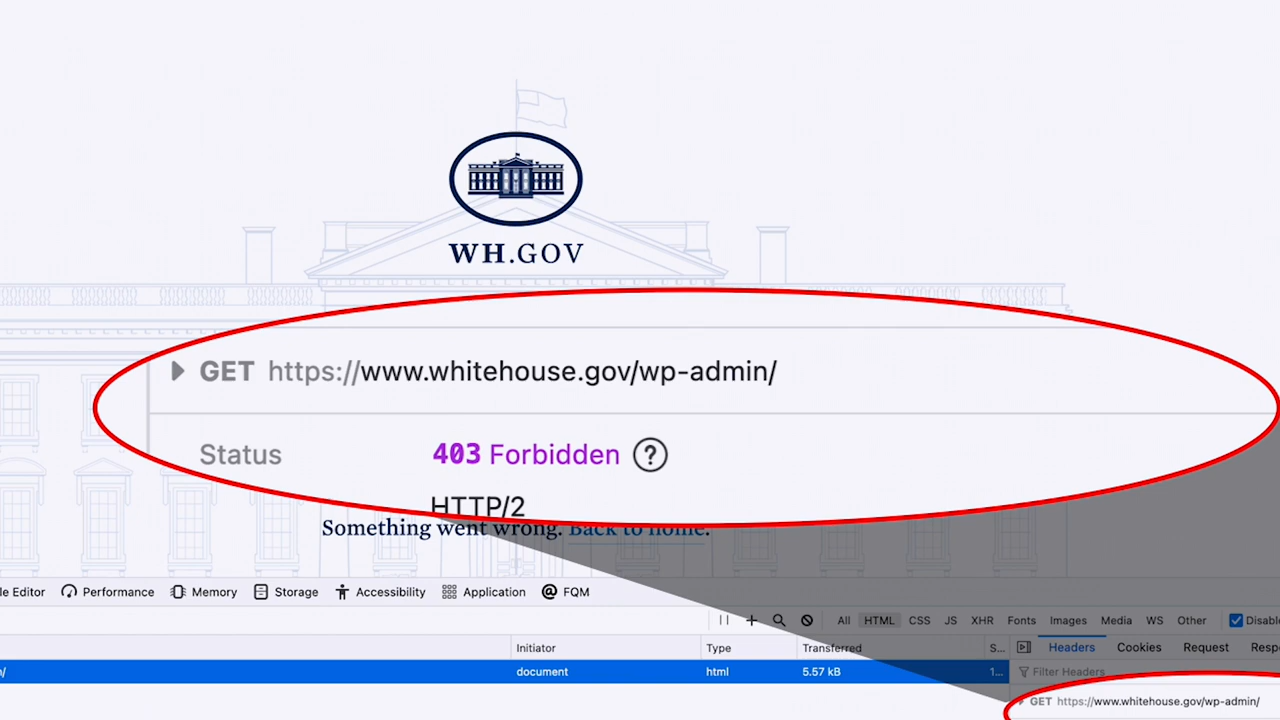 WH.GOV
GET https://www.whitehouse.gov/wp-admin/
Status 403 Forbidden ?
HTTP/2
Something went wrong. Back to home.
le Editor Performance Memory Storage Accessibility Application FQM
All HTML CSS JS XHR Fonts Images Media WS Other Disable
Initiator Type Transferred S... Headers Cookies Request Resp
/ document html 5.57 kB 1... Filter Headers
GET https://www.whitehouse.gov/wp-admin/